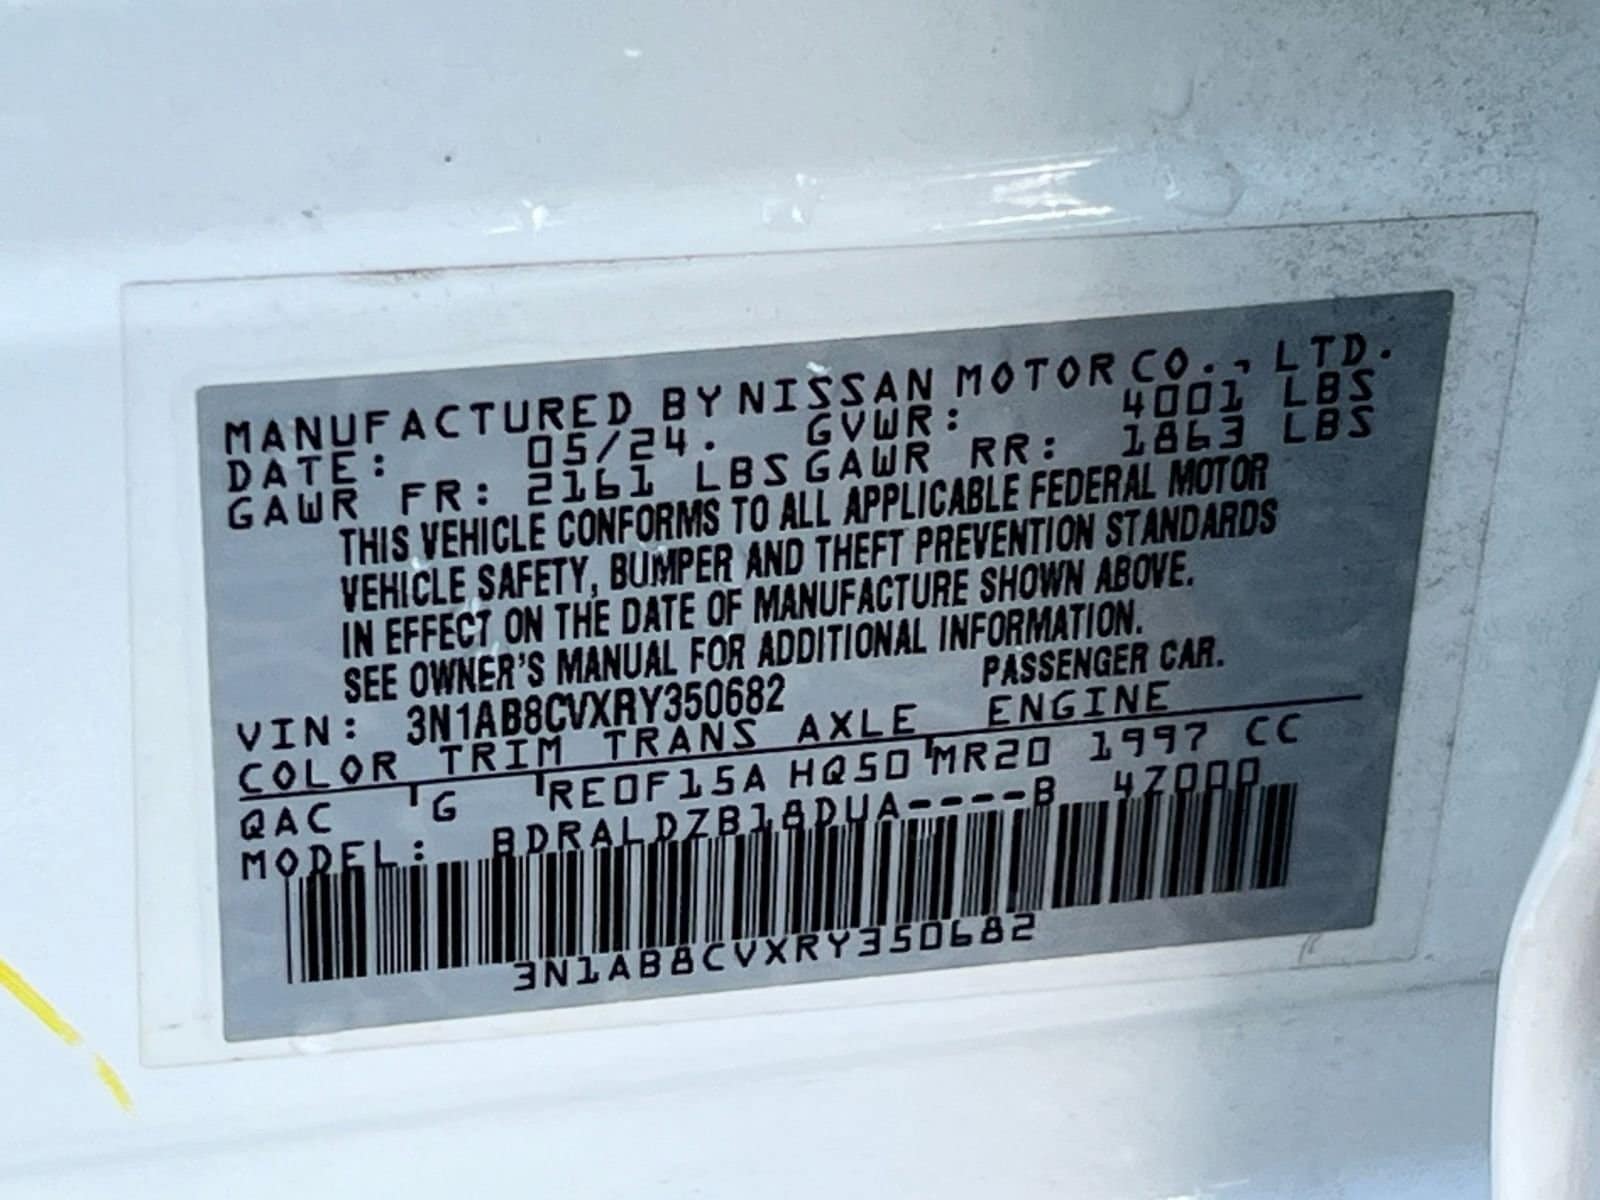 MANUFACTURED BY NISSAN MOTOR CO., LTD.
DATE: 05/24. GVWR: 4001 LBS
GAWR FR: 2161 LBS GAWR RR: 1863 LBS
THIS VEHICLE CONFORMS TO ALL APPLICABLE FEDERAL MOTOR
VEHICLE SAFETY, BUMPER AND THEFT PREVENTION STANDARDS
IN EFFECT ON THE DATE OF MANUFACTURE SHOWN ABOVE.
SEE OWNER'S MANUAL FOR ADDITIONAL INFORMATION.
VIN: 3N1AB8CVXRY350682 PASSENGER CAR.
COLOR TRIM TRANS AXLE ENGINE
QAC G RE0F15A HQ50 MR20 1997 CC
MODEL: BDRALDZB18DUA----B 4Z000
3N1AB8CVXRY350682